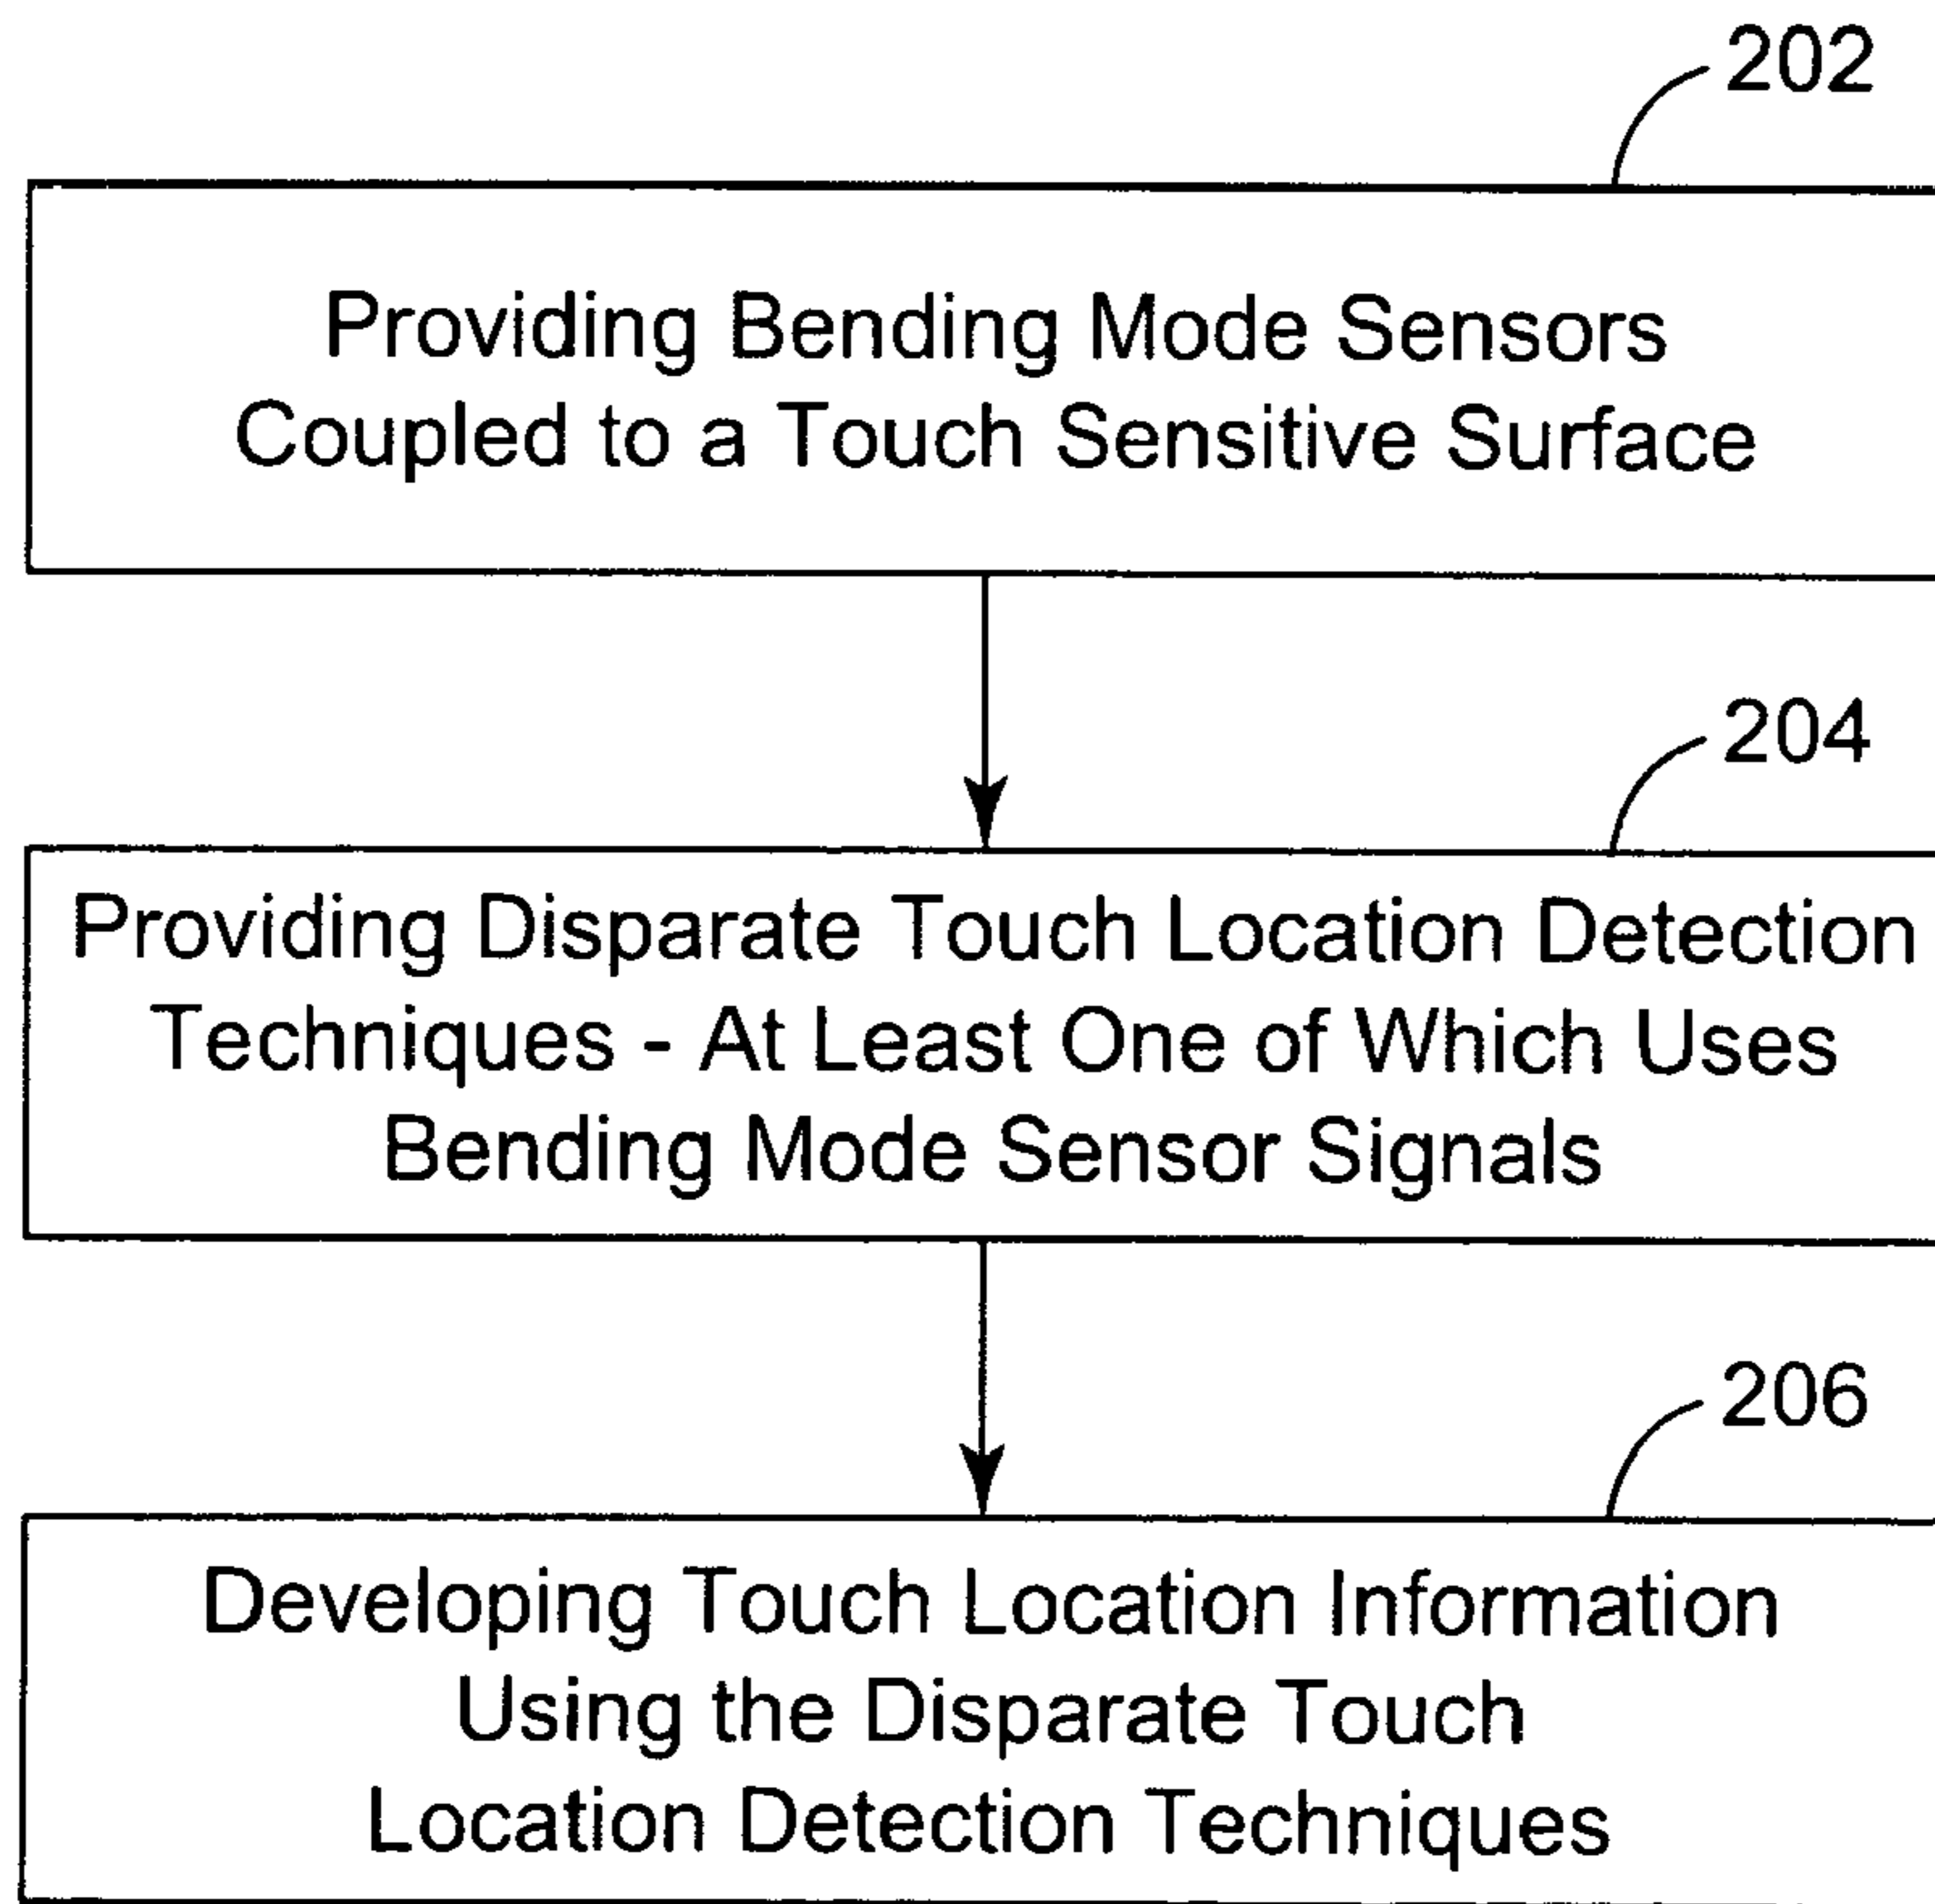 202
Providing Bending Mode Sensors
Coupled to a Touch Sensitive Surface
204
Providing Disparate Touch Location Detection
Techniques - At Least One of Which Uses
Bending Mode Sensor Signals
206
Developing Touch Location Information
Using the Disparate Touch
Location Detection Techniques